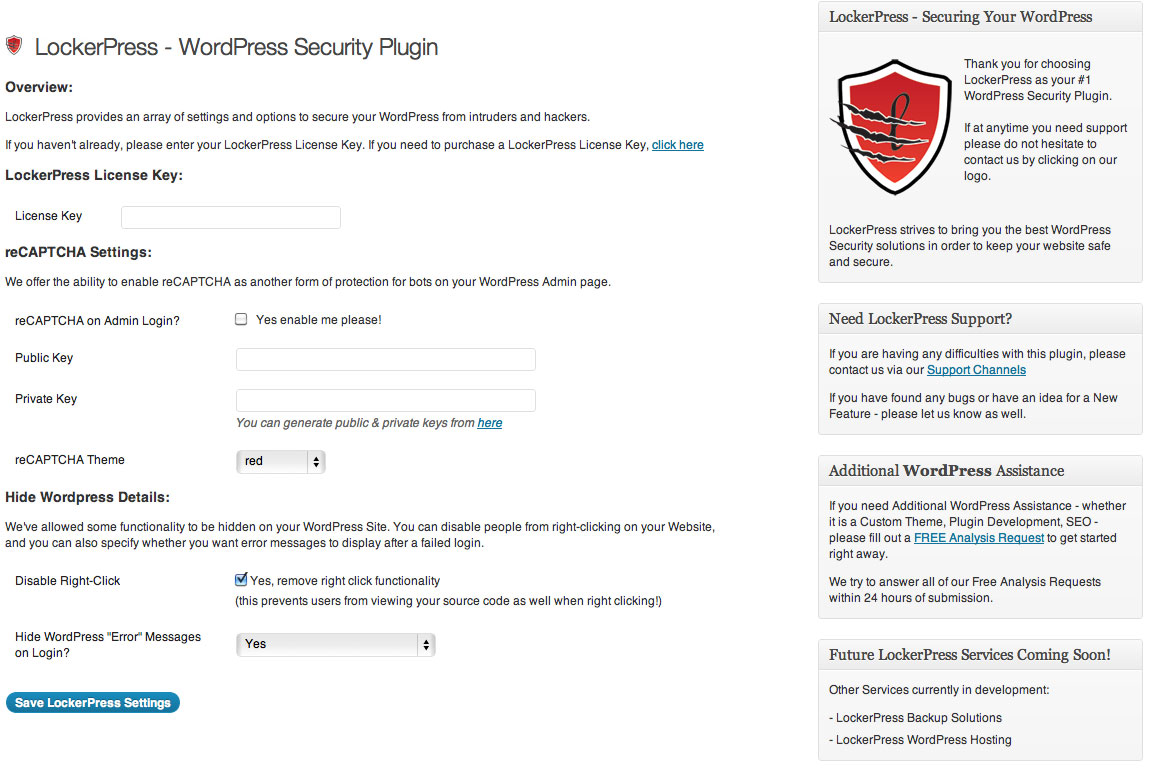 LockerPress - WordPress Security Plugin
Overview:
LockerPress provides an array of settings and options to secure your WordPress from intruders and hackers.
If you haven't already, please enter your LockerPress License Key. If you need to purchase a LockerPress License Key, click here
LockerPress License Key:
License Key
reCAPTCHA Settings:
We offer the ability to enable reCAPTCHA as another form of protection for bots on your WordPress Admin page.
reCAPTCHA on Admin Login?
Yes enable me please!
Public Key
Private Key
You can generate public & private keys from here
reCAPTCHA Theme
red
Hide Wordpress Details:
We've allowed some functionality to be hidden on your WordPress Site. You can disable people from right-clicking on your Website,
and you can also specify whether you want error messages to display after a failed login.
Disable Right-Click
Yes, remove right click functionality
(this prevents users from viewing your source code as well when right clicking!)
Hide WordPress "Error" Messages
on Login?
Yes
Save LockerPress Settings
LockerPress - Securing Your WordPress
Thank you for choosing
LockerPress as your #1
WordPress Security Plugin.
If at anytime you need support
please do not hesitate to
contact us by clicking on our
logo.
LockerPress strives to bring you the best WordPress
Security solutions in order to keep your website safe
and secure.
Need LockerPress Support?
If you are having any difficulties with this plugin, please
contact us via our Support Channels
If you have found any bugs or have an idea for a New
Feature - please let us know as well.
Additional WordPress Assistance
If you need Additional WordPress Assistance - whether
it is a Custom Theme, Plugin Development, SEO -
please fill out a FREE Analysis Request to get started
right away.
We try to answer all of our Free Analysis Requests
within 24 hours of submission.
Future LockerPress Services Coming Soon!
Other Services currently in development:
- LockerPress Backup Solutions
- LockerPress WordPress Hosting